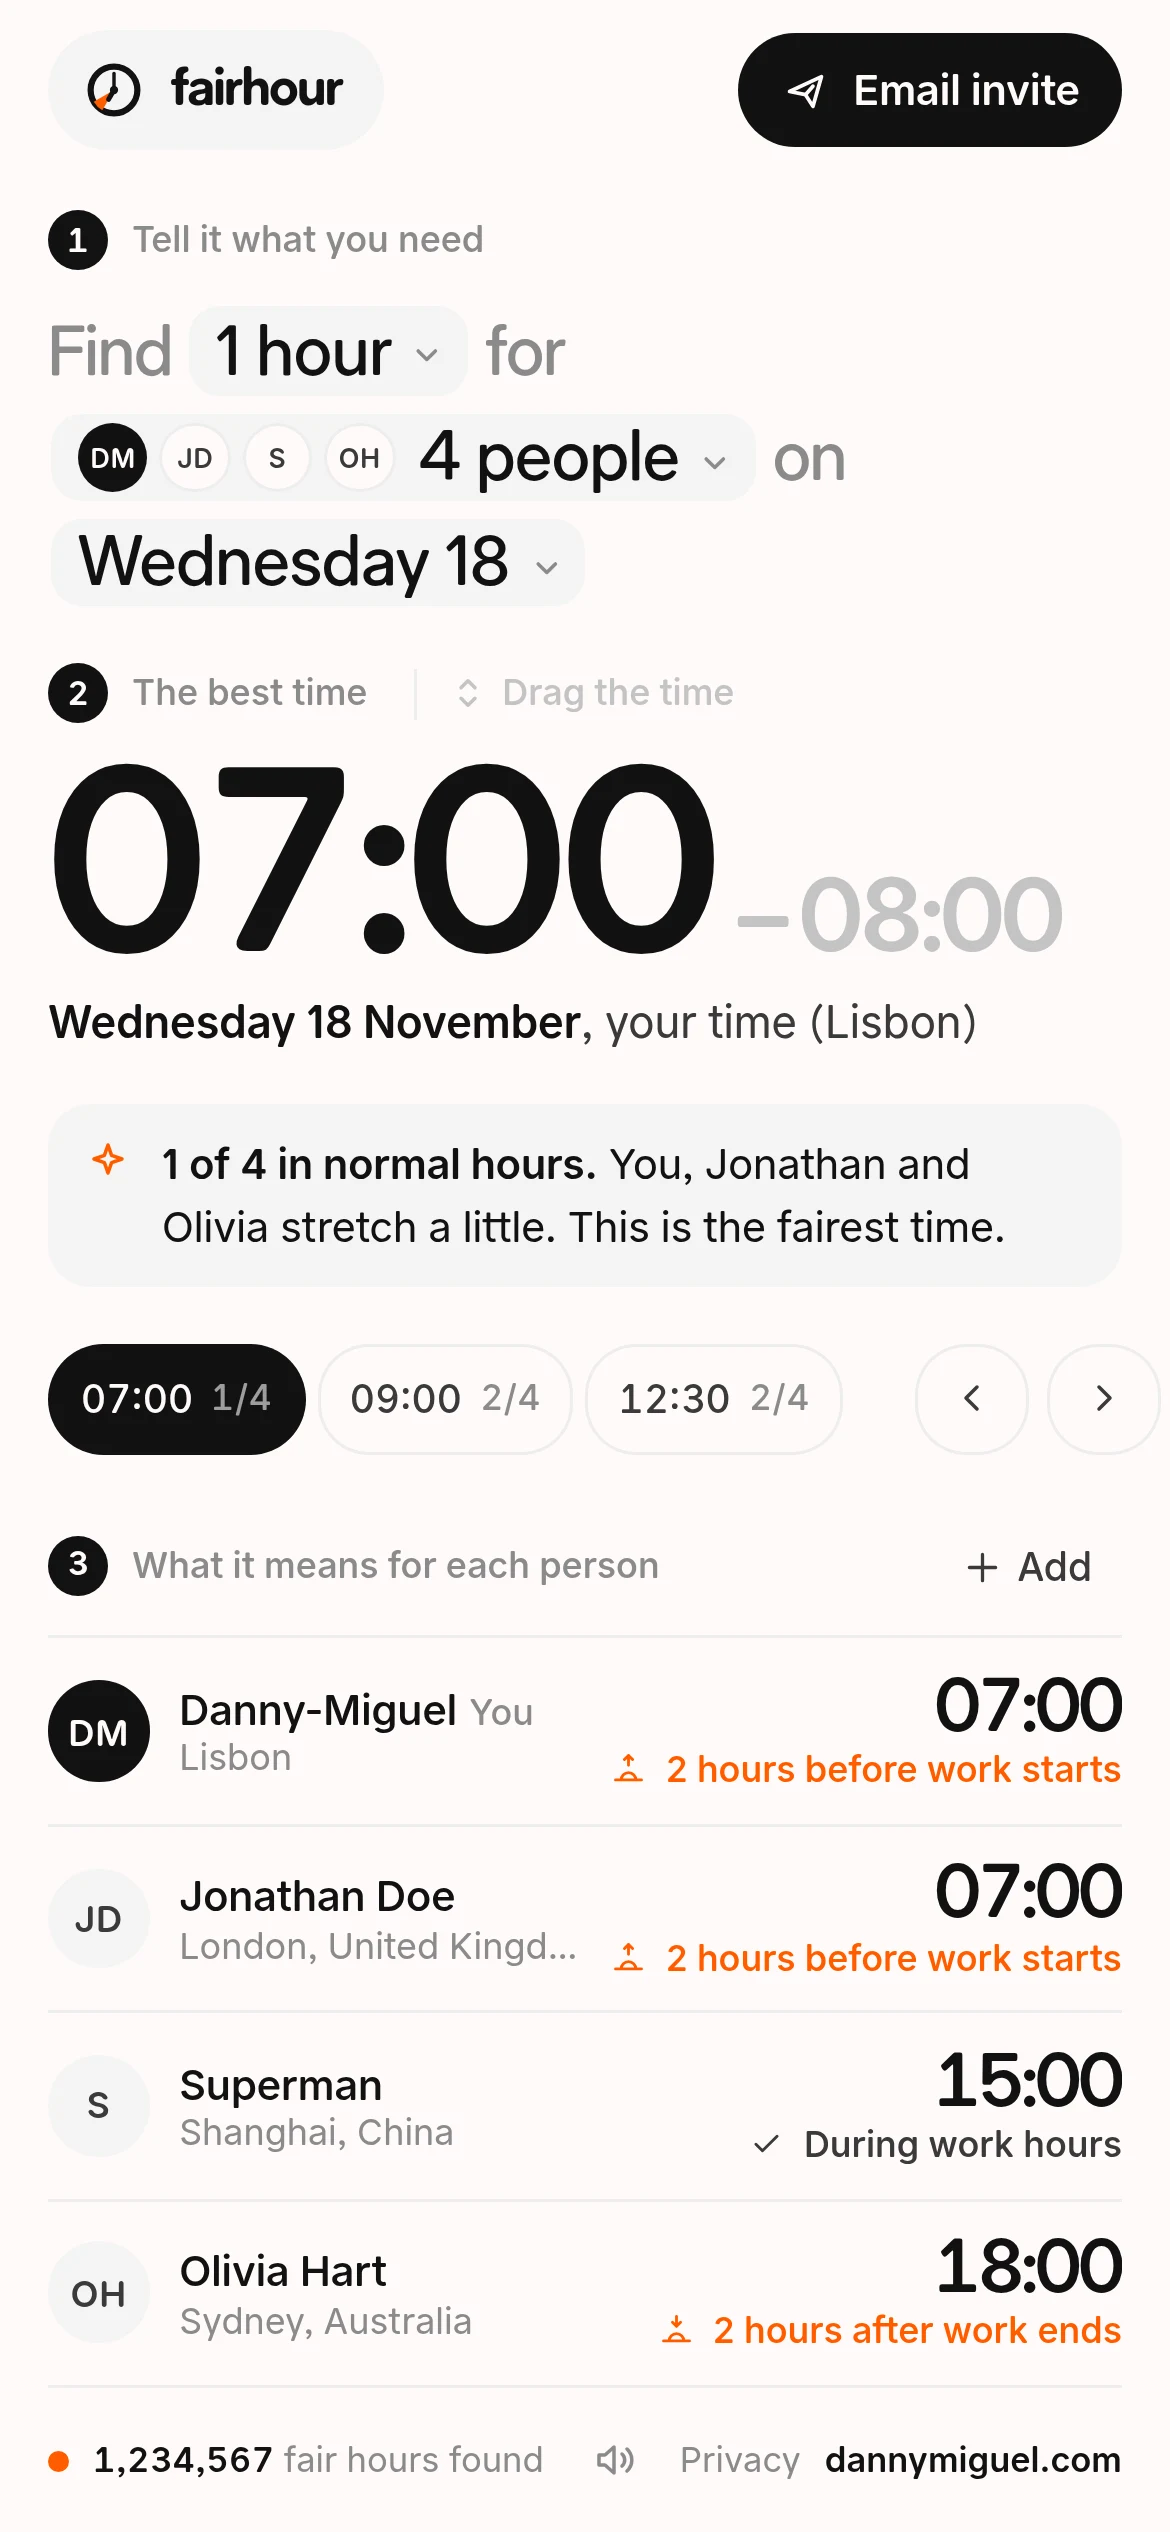 fairhour
Email invite
1 Tell it what you need
Find 1 hour for
DM JD S OH 4 people on
Wednesday 18
2 The best time Drag the time
07:00 –08:00
Wednesday 18 November, your time (Lisbon)
1 of 4 in normal hours. You, Jonathan and
Olivia stretch a little. This is the fairest time.
07:00 1/4 09:00 2/4 12:30 2/4
3 What it means for each person + Add
DM Danny-Miguel You 07:00
Lisbon 2 hours before work starts
JD Jonathan Doe 07:00
London, United Kingd... 2 hours before work starts
S Superman 15:00
Shanghai, China During work hours
OH Olivia Hart 18:00
Sydney, Australia 2 hours after work ends
1,234,567 fair hours found Privacy dannymiguel.com